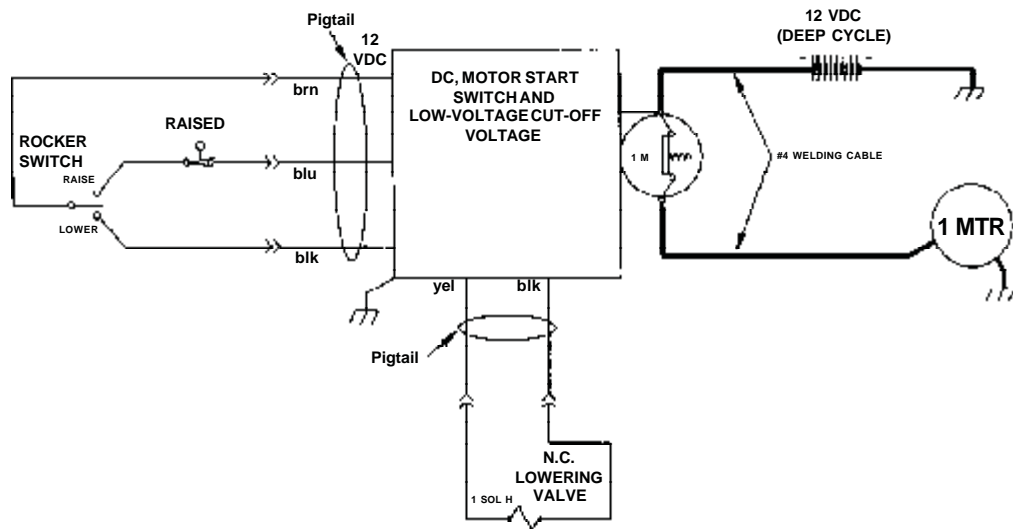 Pigtail
12
VDC
12 VDC
(DEEP CYCLE)
brn
DC, MOTOR START
SWITCH AND
LOW-VOLTAGE CUT-OFF
VOLTAGE
ROCKER
SWITCH
RAISED
RAISE
blu
1 M
#4 WELDING CABLE
LOWER
blk
1 MTR
yel
blk
Pigtail
N.C.
LOWERING
VALVE
1 SOL H